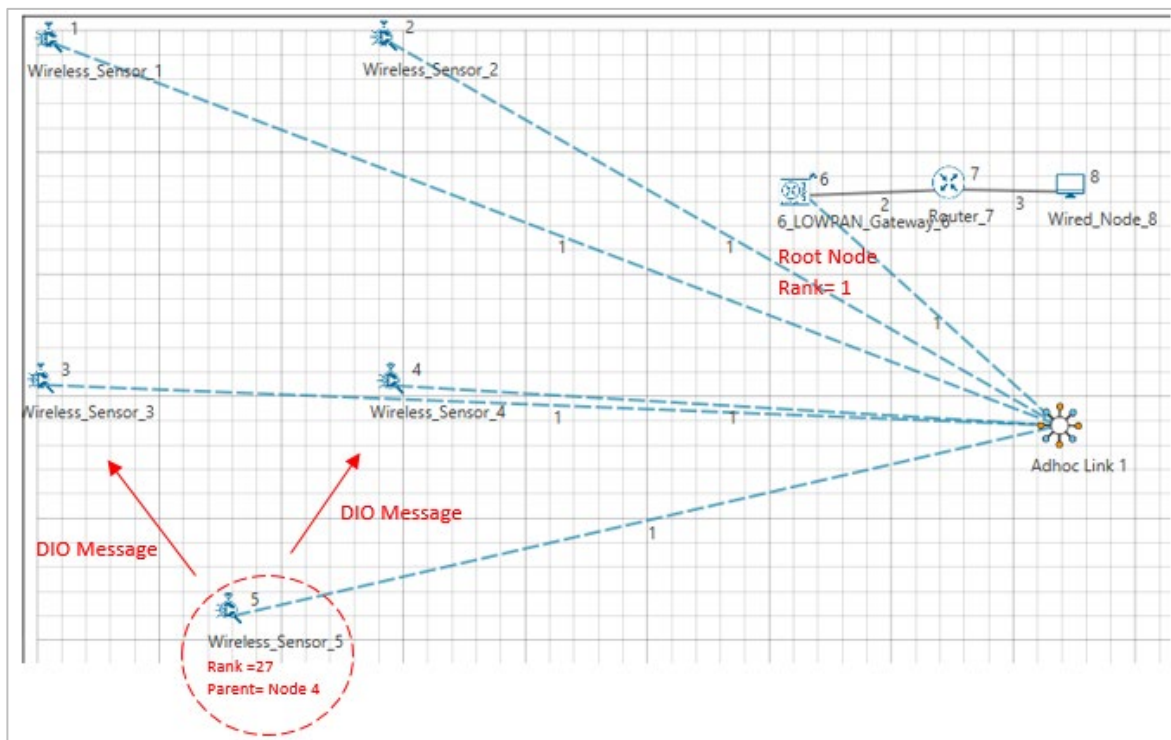 1
2
Wireless_Sensor_1
Wireless_Sensor_2
6
7
8
2
3
6_LOWPAN_Gateway_6
Router_7
Wired_Node_8
1
1
Root Node
Rank= 1
1
3
4
Wireless_Sensor_3
Wireless_Sensor_4
1
1
Adhoc Link 1
DIO Message
DIO Message
1
5
Wireless_Sensor_5
Rank =27
Parent= Node 4